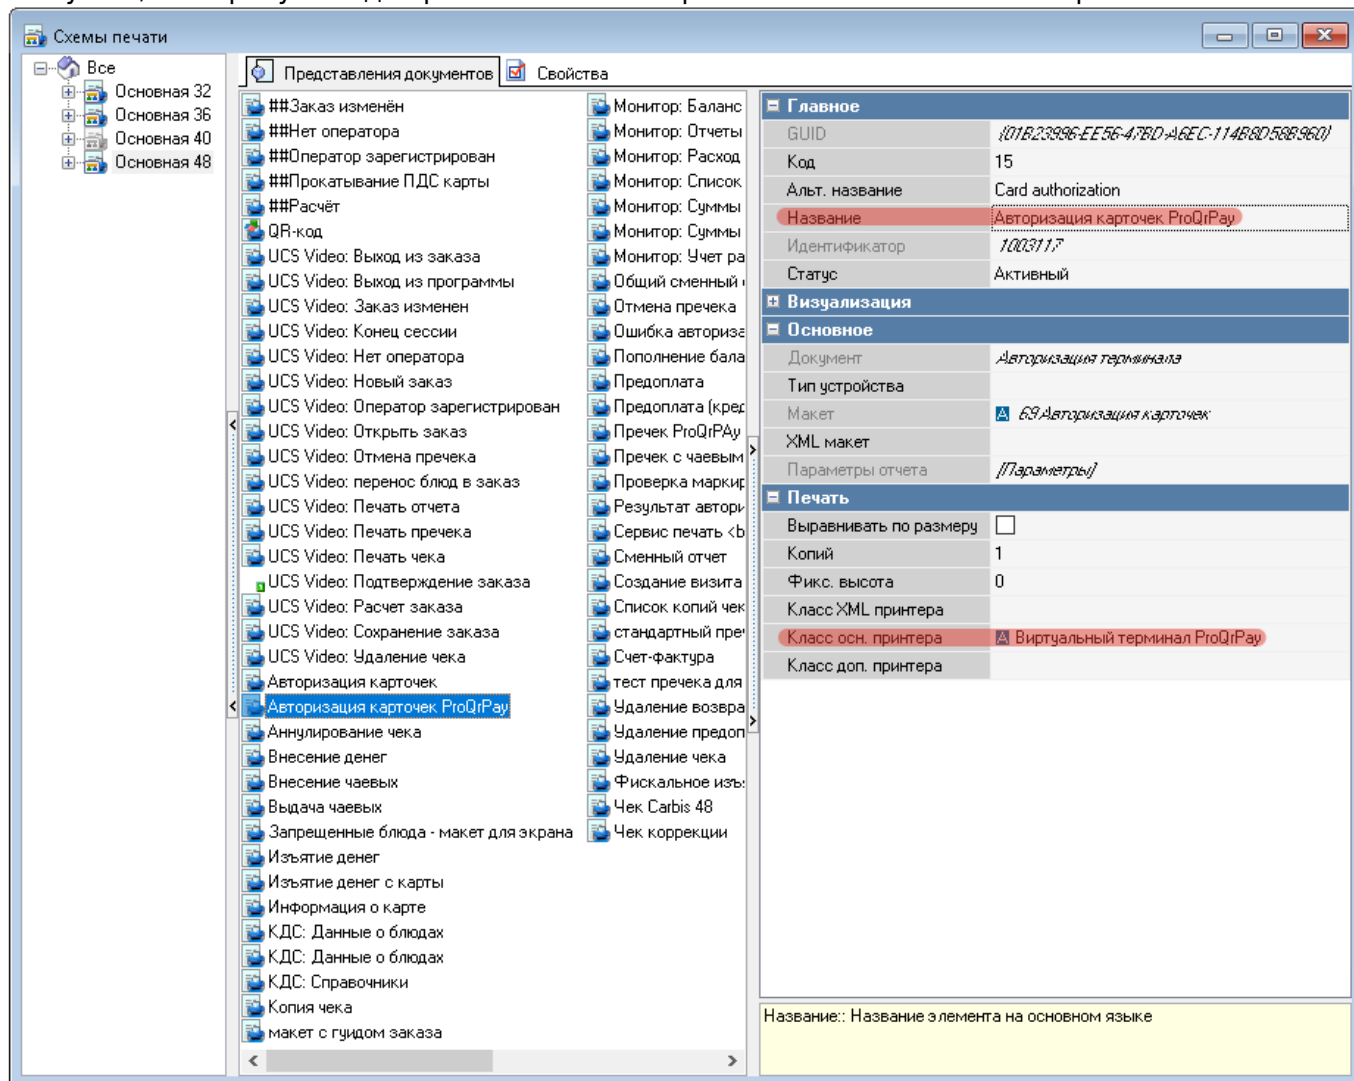 Схемы печати
Все
Основная 32
Основная 36
Основная 40
Основная 48
Представления документов
Свойства
##Заказ изменён
##Нет оператора
##Оператор зарегистрирован
##Прокатывание ПДС карты
##Расчёт
QR-код
UCS Video: Выход из заказа
UCS Video: Выход из программы
UCS Video: Заказ изменен
UCS Video: Конец сессии
UCS Video: Нет оператора
UCS Video: Новый заказ
UCS Video: Оператор зарегистрирован
UCS Video: Открыть заказ
UCS Video: Отмена пречека
UCS Video: перенос блюд в заказ
UCS Video: Печать отчета
UCS Video: Печать пречека
UCS Video: Печать чека
UCS Video: Подтверждение заказа
UCS Video: Расчет заказа
UCS Video: Сохранение заказа
UCS Video: Удаление чека
Авторизация карточек
Авторизация карточек ProQrPay
Аннулирование чека
Внесение денег
Внесение чаевых
Выдача чаевых
Запрещенные блюда - макет для экрана
Изъятие денег
Изъятие денег с карты
Информация о карте
КДС: Данные о блюдах
КДС: Данные о блюдах
КДС: Справочники
Копия чека
макет с гуидом заказа
Монитор: Баланс
Монитор: Отчеты
Монитор: Расход
Монитор: Список
Монитор: Суммы
Монитор: Суммы
Монитор: Учет ра
Общий сменный
Отмена пречека
Ошибка авториза
Пополнение бала
Предоплата
Предоплата (кред
Пречек ProQrPAy
Пречек с чаевым
Проверка маркир
Результат автори
Сервис печать <b
Сменный отчет
Создание визита
Список копий чек
стандартный преч
Счет-фактура
тест пречека для
Удаление возвра
Удаление предоп
Удаление чека
Фискальное изъ
Чек Carbis 48
Чек коррекции
Главное
GUID {01B23996-EE56-47BD-A6EC-114B8D58B960}
Код 15
Альт. название Card authorization
Название Авторизация карточек ProQrPay
Идентификатор 1003117
Статус Активный
Визуализация
Основное
Документ Авторизация терминала
Тип устройства
Макет 69 Авторизация карточек
XML макет
Параметры отчета [Параметры]
Печать
Выравнивать по размеру
Копий 1
Фикс. высота 0
Класс XML принтера
Класс осн. принтера Виртуальный терминал ProQrPay
Класс доп. принтера
Название:: Название элемента на основном языке